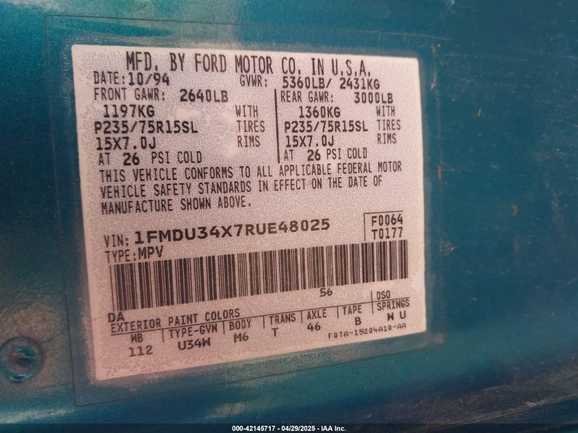 MFD. BY FORD MOTOR CO. IN U.S.A.
DATE: 10/94 GVWR: 5360LB/ 2431KG
FRONT GAWR: 2640LB REAR GAWR: 3000LB
1197KG WITH 1360KG WITH
P235/75R15SL TIRES P235/75R15SL TIRES
15X7.0J RIMS 15X7.0J RIMS
AT 26 PSI COLD AT 26 PSI COLD
THIS VEHICLE CONFORMS TO ALL APPLICABLE FEDERAL MOTOR
VEHICLE SAFETY STANDARDS IN EFFECT ON THE DATE OF
MANUFACTURE SHOWN ABOVE.
VIN: 1FMDU34X7RUE48025 F0064
TYPE: MPV T0177
DA 56 DSO
EXTERIOR PAINT COLORS
WB TYPE-GVW BODY TRANS AXLE TAPE SPRINGS
112 U34W M6 T 46 B W U
F0TA-15204A10-AA
000-42145717 - 04/29/2025 - IAA, Inc.